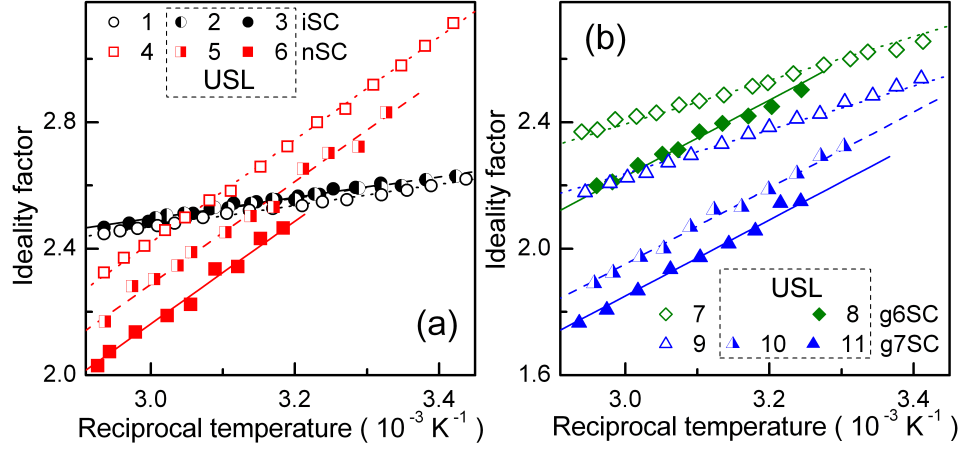 1 2 3 iSC
4 5 6 nSC
USL
(a)
Ideality factor
2.8
2.4
2.0
3.0 3.2 3.4
Reciprocal temperature ( 10⁻³ K⁻¹)
(b)
Ideality factor
2.8
2.4
2.0
1.6
3.0 3.2 3.4
Reciprocal temperature ( 10⁻³ K⁻¹)
USL
7 8 g6SC
9 10 11 g7SC